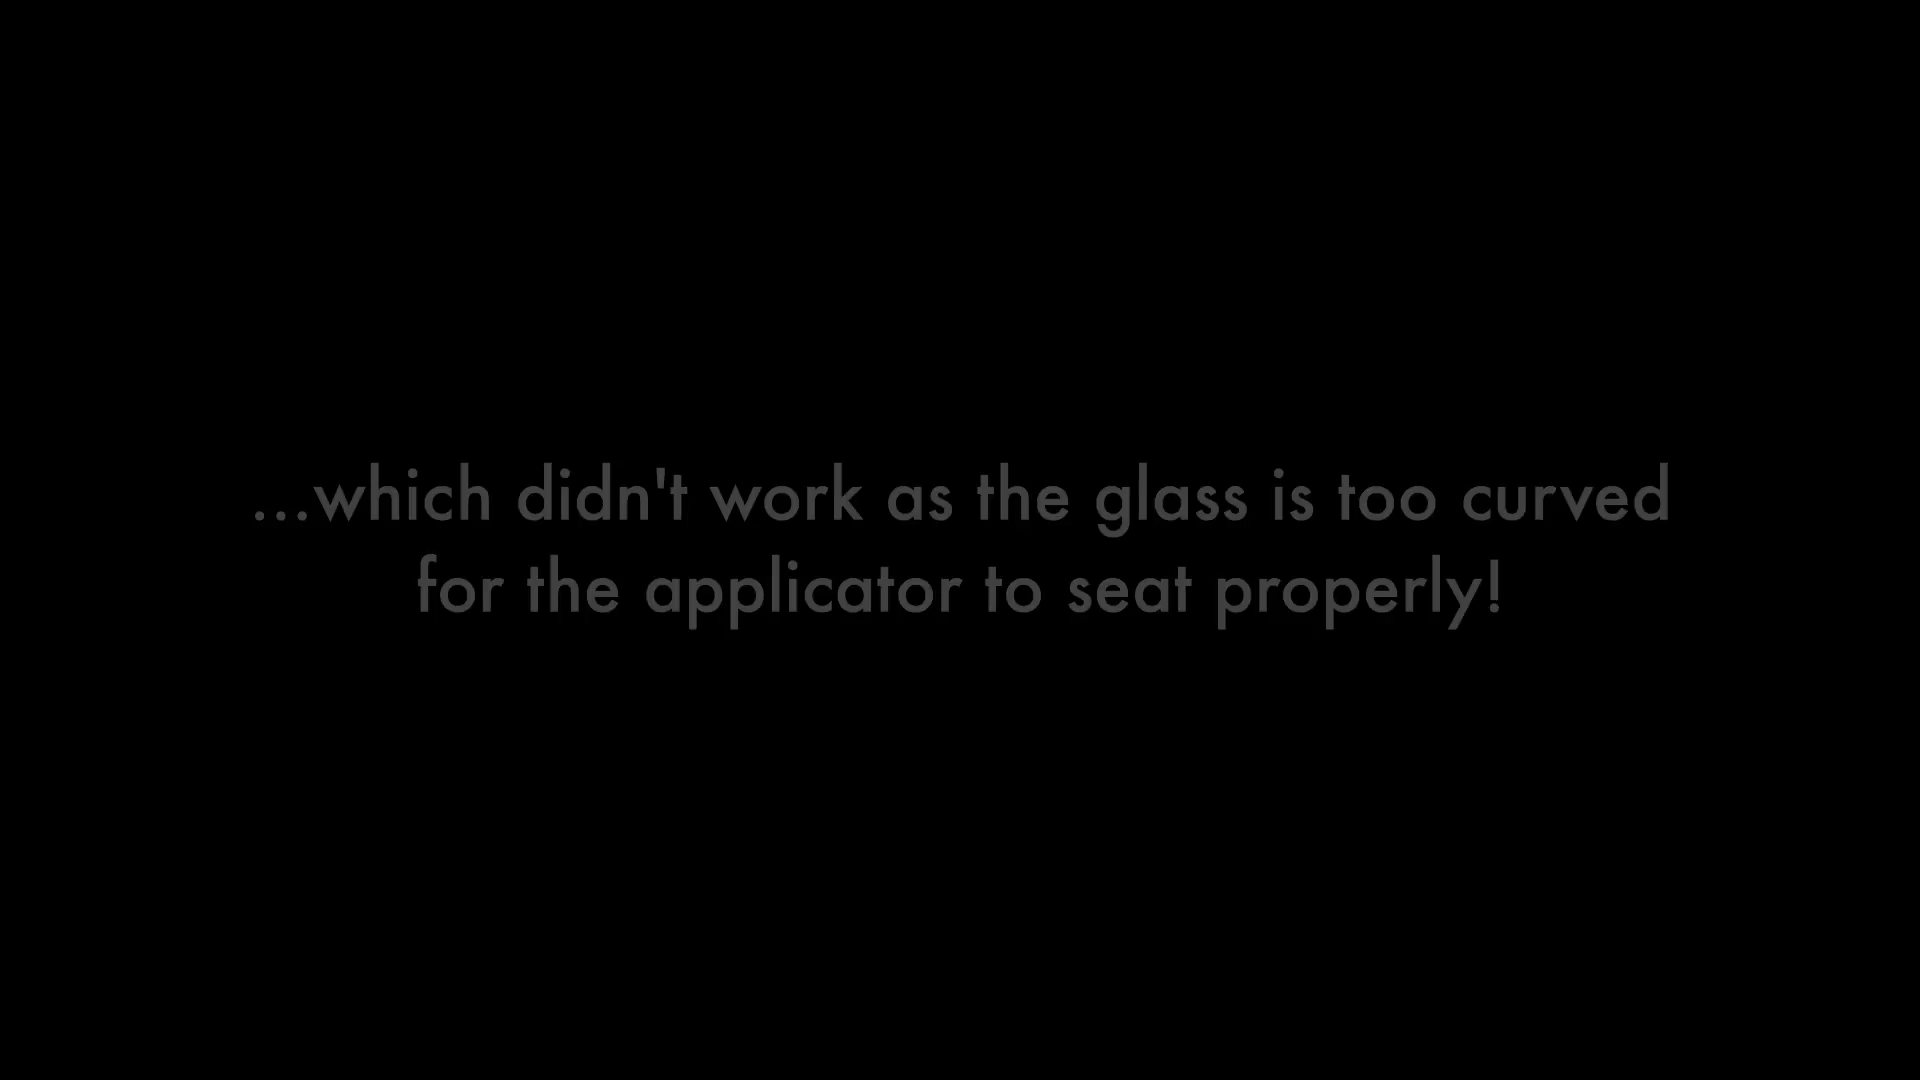 ...which didn't work as the glass is too curved
for the applicator to seat properly!